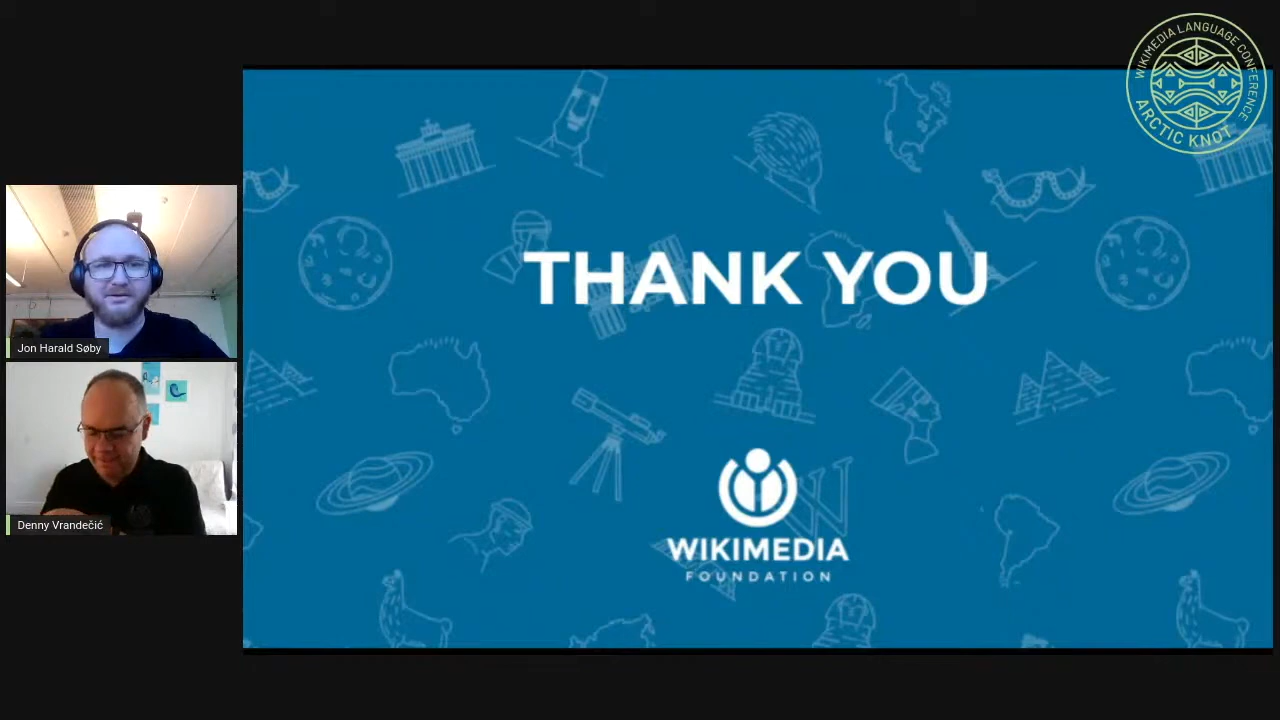 WIKIMEDIA LANGUAGE CONFERENCE
ARCTIC KNOT
THANK YOU
Jon Harald Søby
Denny Vrandečić
W
WIKIMEDIA
FOUNDATION